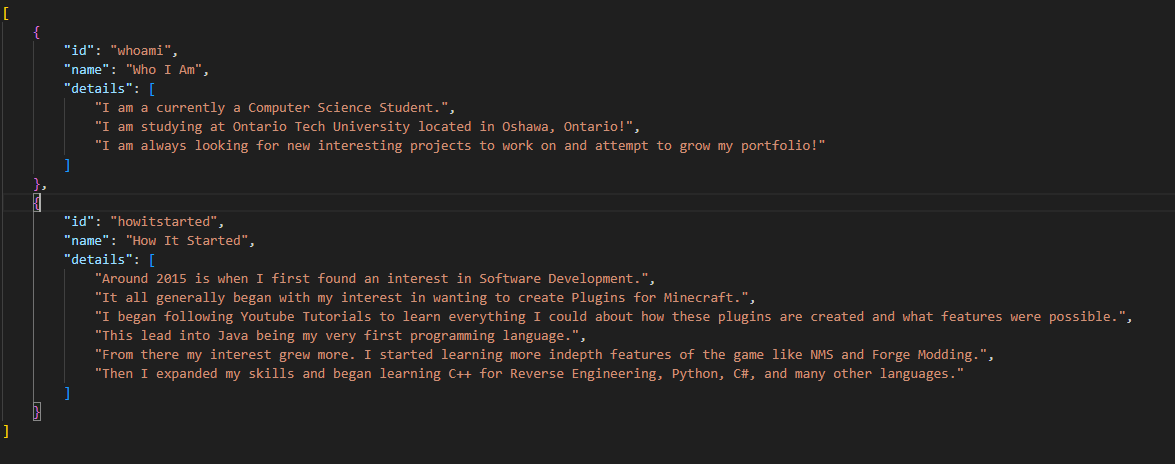 [
    {
        "id": "whoami",
        "name": "Who I Am",
        "details": [
            "I am a currently a Computer Science Student.",
            "I am studying at Ontario Tech University located in Oshawa, Ontario!",
            "I am always looking for new interesting projects to work on and attempt to grow my portfolio!"
        ]
    },
    {
        "id": "howitstarted",
        "name": "How It Started",
        "details": [
            "Around 2015 is when I first found an interest in Software Development.",
            "It all generally began with my interest in wanting to create Plugins for Minecraft.",
            "I began following Youtube Tutorials to learn everything I could about how these plugins are created and what features were possible.",
            "This lead into Java being my very first programming language.",
            "From there my interest grew more. I started learning more indepth features of the game like NMS and Forge Modding.",
            "Then I expanded my skills and began learning C++ for Reverse Engineering, Python, C#, and many other languages."
        ]
    }
]